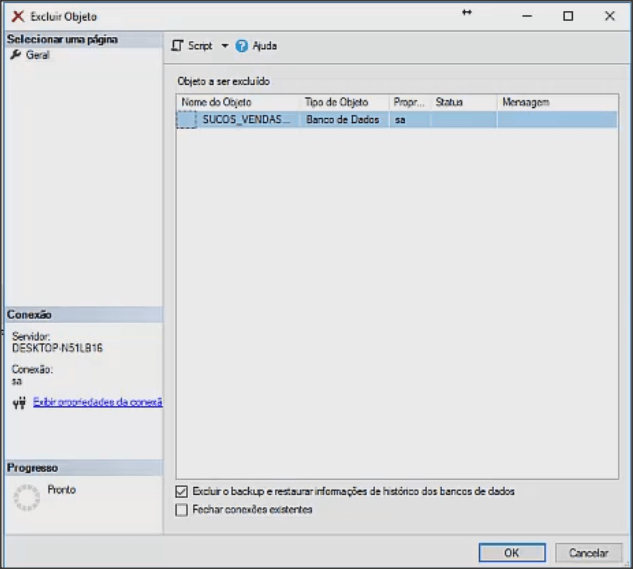 Excluir Objeto
Selecionar uma página
Geral
Script
Ajuda
Objeto a ser excluído
Nome do Objeto Tipo de Objeto Propr... Status Mensagem
SUCOS_VENDAS... Banco de Dados sa
Conexão
Servidor:
DESKTOP-N51LB16
Conexão:
sa
Exibir propriedades da conexã
Progresso
Pronto
Excluir o backup e restaurar informações de histórico dos bancos de dados
Fechar conexões existentes
OK
Cancelar